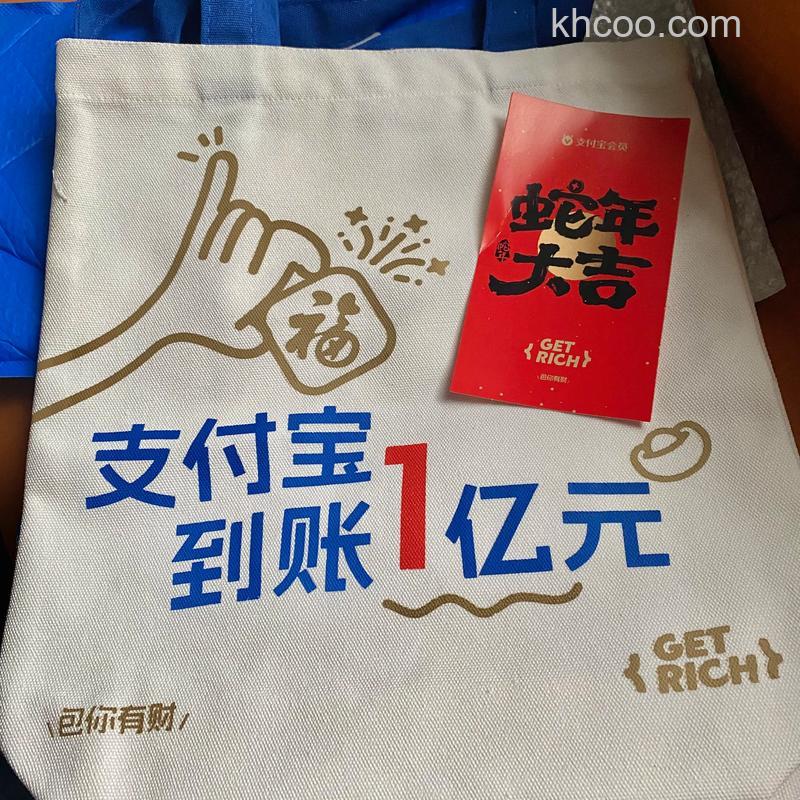 khcoo.com
支付宝会员
蛇年
大吉
{GET
RICH}
\包你有财/
福
支付宝
到账1亿元
{GET
RICH}
\包你有财/